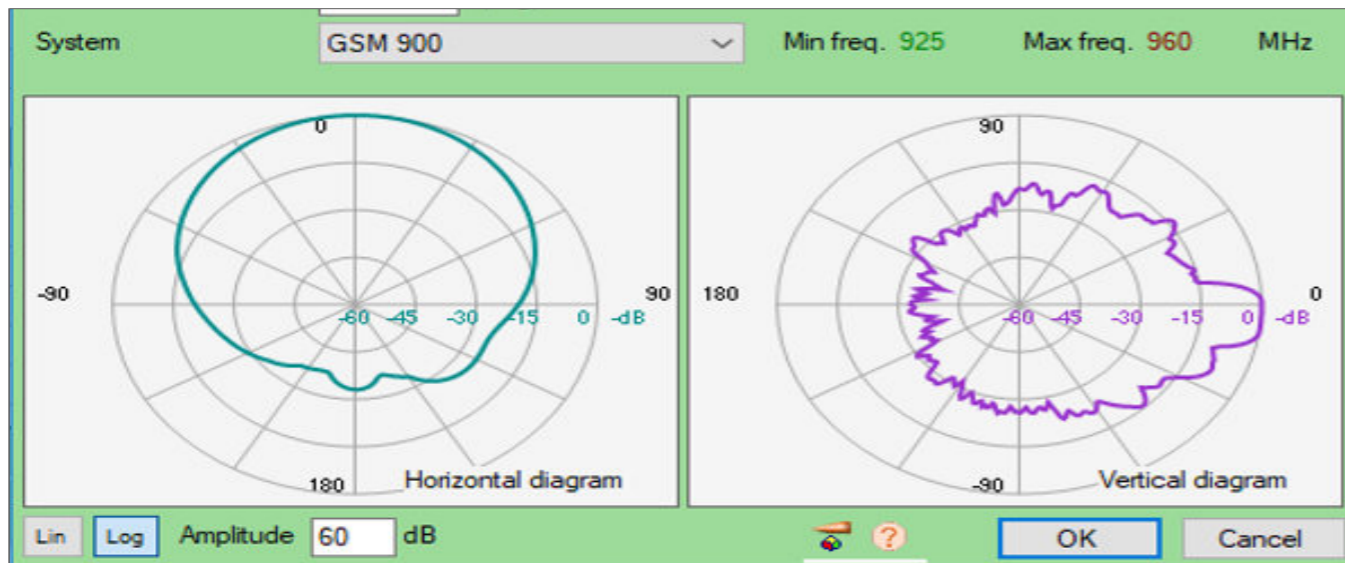 System GSM 900 Min freq. 925 Max freq. 960 MHz
0
-90 90
-60 -45 -30 -15 0 -dB
180 Horizontal diagram
90
180 0
-60 -45 -30 -15 0 -dB
-90 Vertical diagram
Lin Log Amplitude 60 dB ? OK Cancel